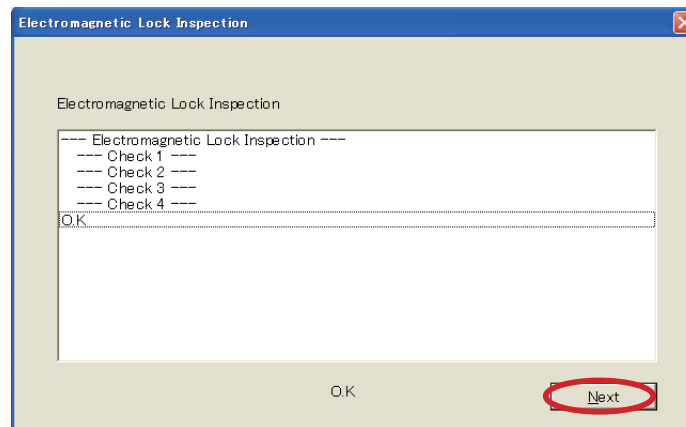 Electromagnetic Lock Inspection
Electromagnetic Lock Inspection
--- Electromagnetic Lock Inspection ---
--- Check 1 ---
--- Check 2 ---
--- Check 3 ---
--- Check 4 ---
O.K
O.K
Next